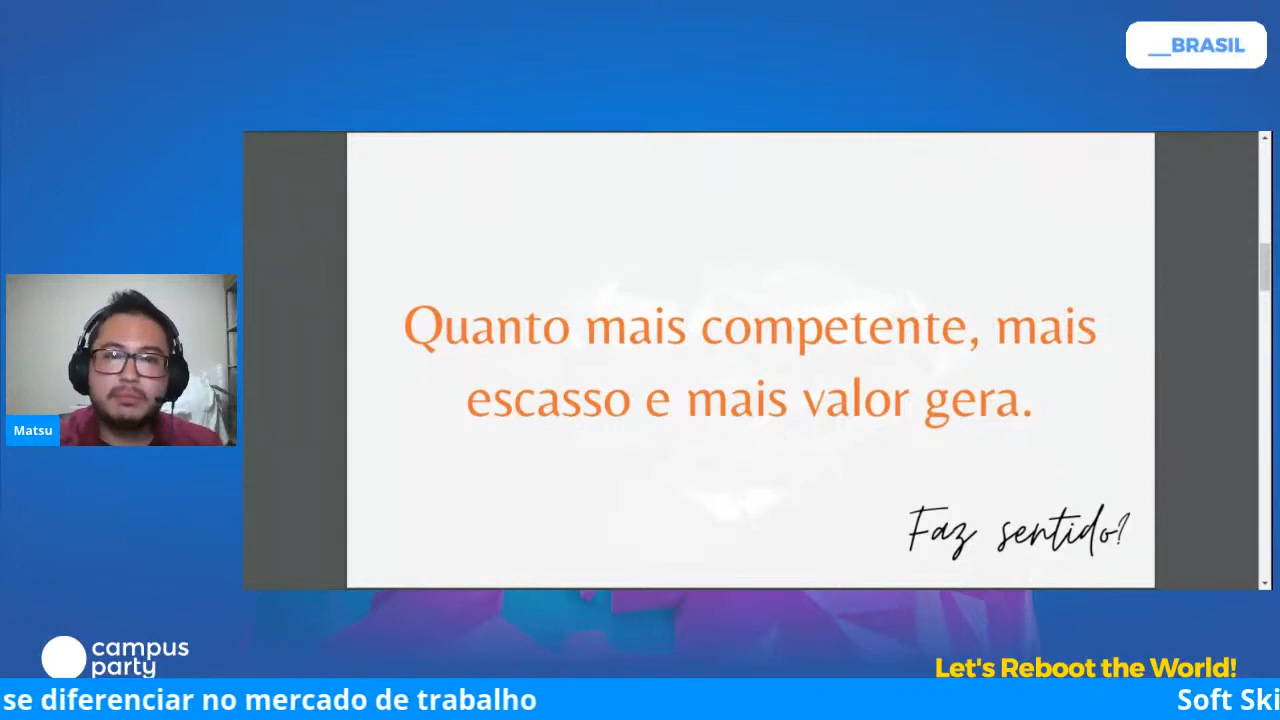 __BRASIL
Quanto mais competente, mais
escasso e mais valor gera.
Faz sentido?
Matsu
campus
party
Let's Reboot the World!
se diferenciar no mercado de trabalho
Soft Ski